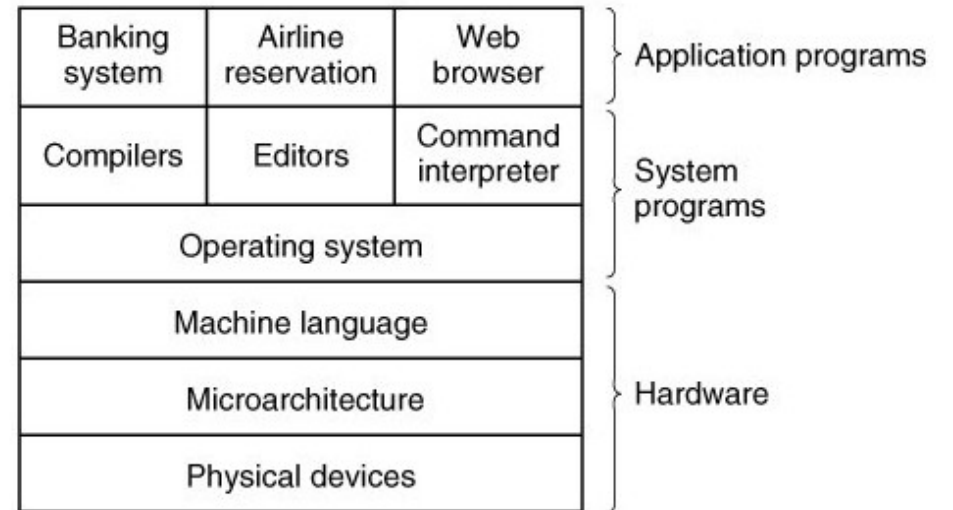 Banking
system
Airline
reservation
Web
browser
Application programs
Compilers
Editors
Command
interpreter
System
programs
Operating system
Machine language
Microarchitecture
Hardware
Physical devices